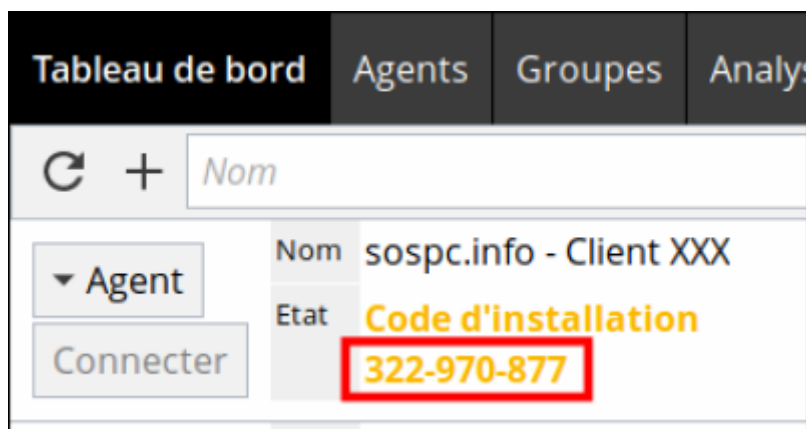 Tableau de bord Agents Groupes
Nom
Agent
Connecter
Nom sospc.info - Client XXX
Etat Code d'installation
322-970-877